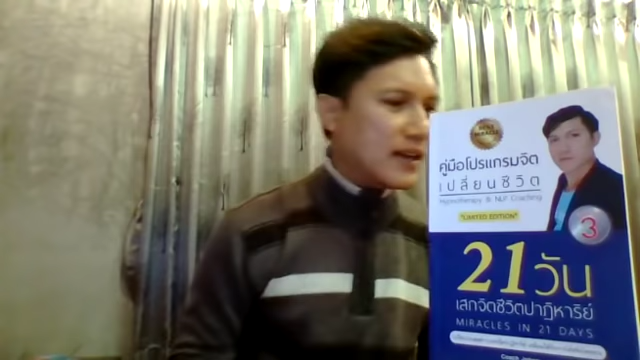 คู่มือโปรแกรมจิต
เปลี่ยนชีวิต
Hypnotherapy & NLP Coaching
"LIMITED EDITION"
3
21 วัน
เสกจิตชีวิตปาฏิหาริย์
MIRACLES IN 21 DAYS